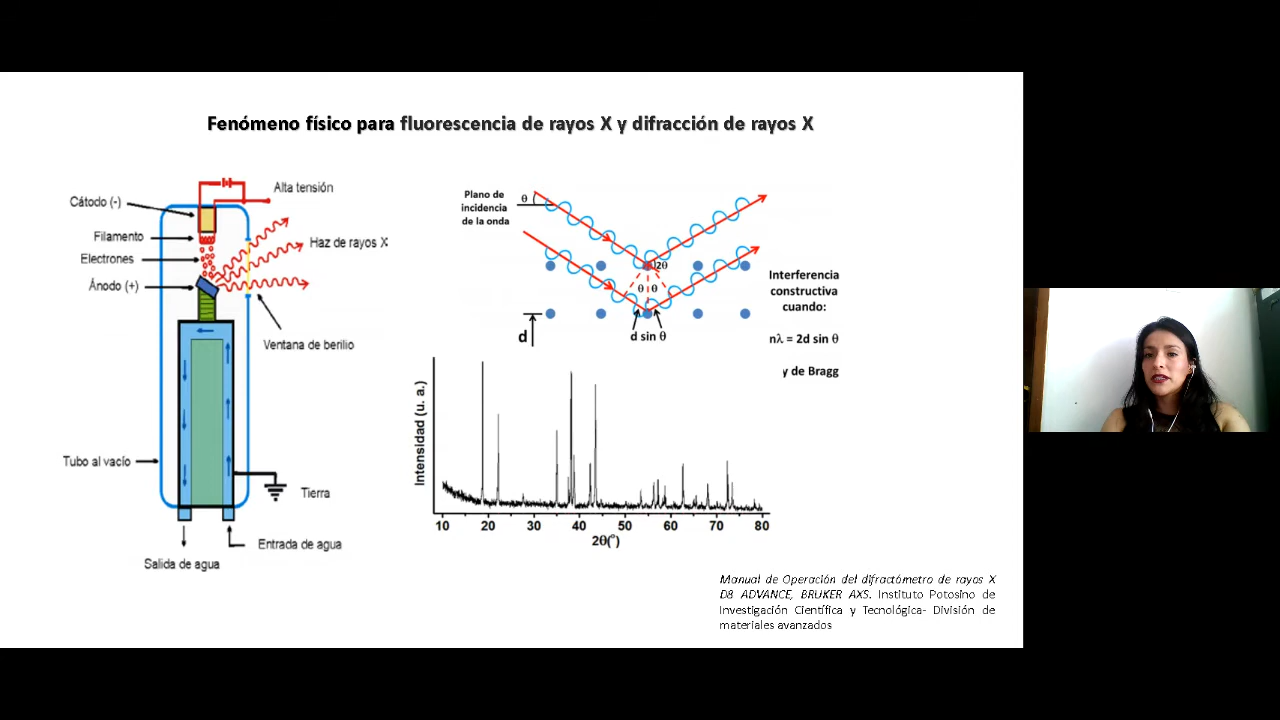 Fenómeno físico para fluorescencia de rayos X y difracción de rayos X
Alta tensión
Cátodo (-)
Filamento
Haz de rayos X
Electrones
Ánodo (+)
Ventana de berilio
Tubo al vacío
Tierra
Entrada de agua
Salida de agua
Plano de
incidencia
de la onda
θ
2θ
θ θ
d
d sin θ
Interferencia
constructiva
cuando:
nλ = 2d sin θ
y de Bragg
Intensidad (u. a.)
10 20 30 40 50 60 70 80
2θ(°)
Manual de Operación del difractómetro de rayos X
D8 ADVANCE, BRUKER AXS. Instituto Potosino de
Investigación Científica y Tecnológica- División de
materiales avanzados